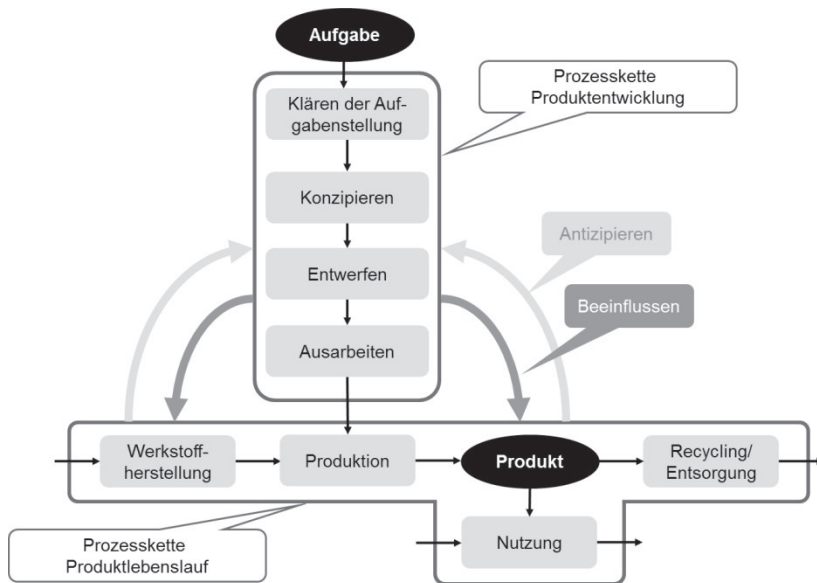 Aufgabe
Prozesskette
Produktentwicklung
Klären der Auf-
gabenstellung
Konzipieren
Antizipieren
Entwerfen
Beeinflussen
Ausarbeiten
Werkstoff-
herstellung
Produktion
Produkt
Recycling/
Entsorgung
Nutzung
Prozesskette
Produktlebenslauf